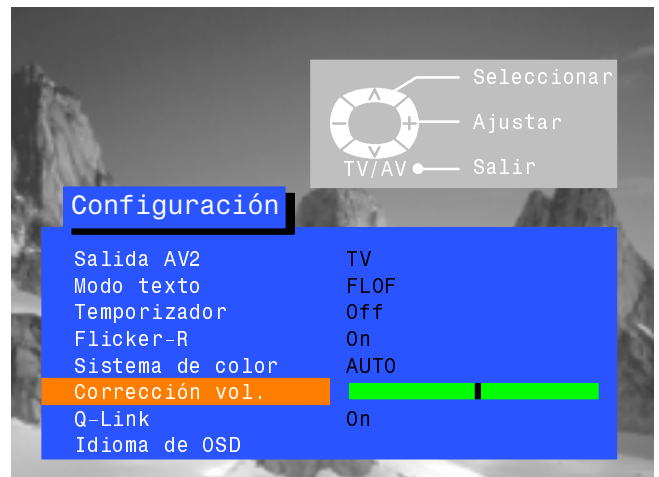 Seleccionar
Ajustar
TV/AV Salir
Configuración
Salida AV2 TV
Modo texto FLOF
Temporizador Off
Flicker-R On
Sistema de color AUTO
Corrección vol.
Q-Link On
Idioma de OSD